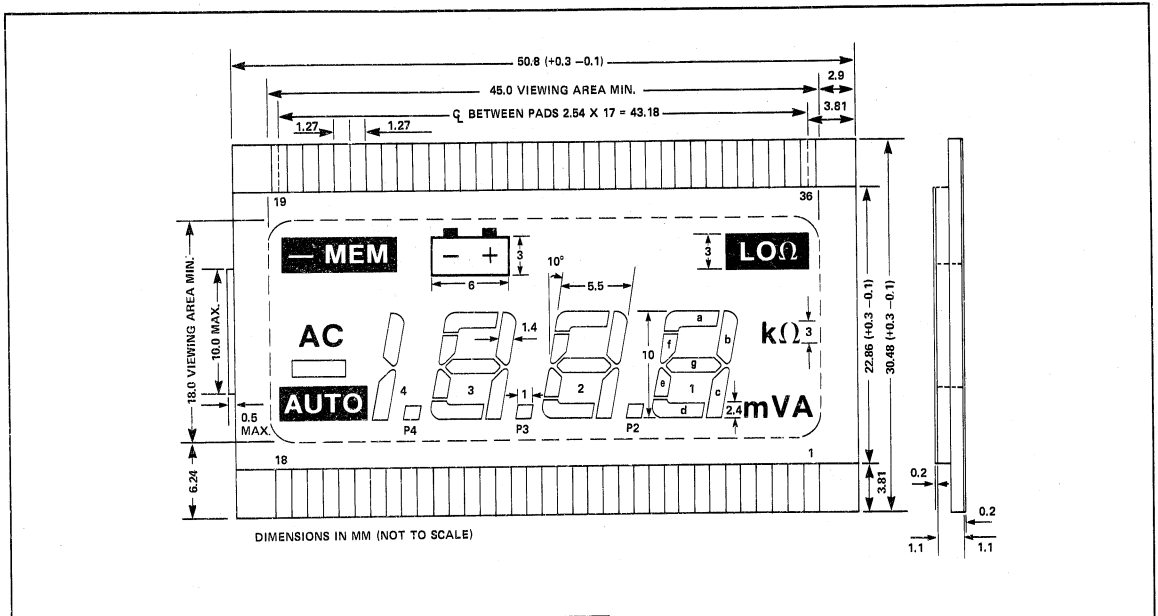 50.8 (+0.3 −0.1)
45.0 VIEWING AREA MIN.
2.9
℄ BETWEEN PADS 2.54 X 17 = 43.18
3.81
1.27 1.27
19 36
— MEM
− +
3
6
3
LOΩ
10°
5.5
AC
1.4
10
kΩ
3
a
b
f
g
e
c
d
4
3
1
2
1
AUTO
2.4
mVA
P4 P3 P2
18.0 VIEWING AREA MIN.
10.0 MAX.
0.5
MAX.
6.24
18 1
22.86 (+0.3 −0.1)
30.48 (+0.3 −0.1)
3.81
0.2
0.2
1.1 1.1
DIMENSIONS IN MM (NOT TO SCALE)